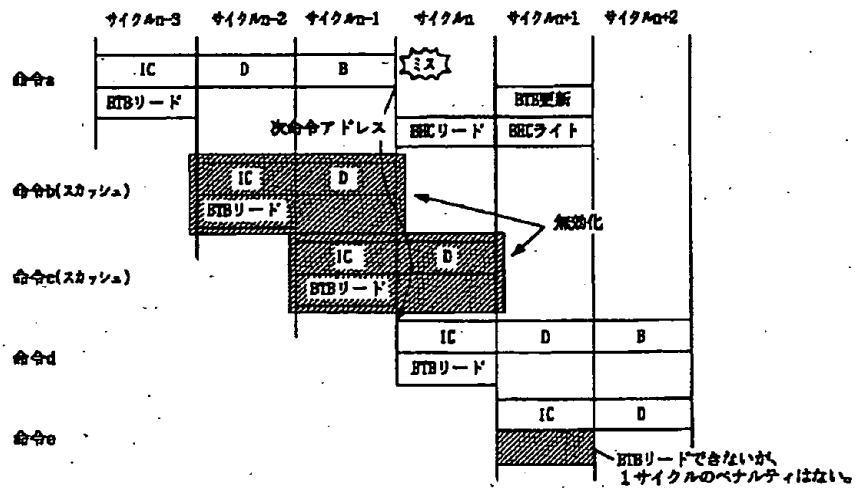 サイクルn-3 サイクルn-2 サイクルn-1 サイクルn サイクルn+1 サイクルn+2
命令a IC D B ミス
BTBリード BTB更新
次命令アドレス BHCリード BHCライト
命令b(スカッシュ) IC D
BTBリード
無効化
命令c(スカッシュ) IC D
BTBリード
命令d IC D B
BTBリード
命令e IC D
BTBリードできないが、
1サイクルのペナルティはない。